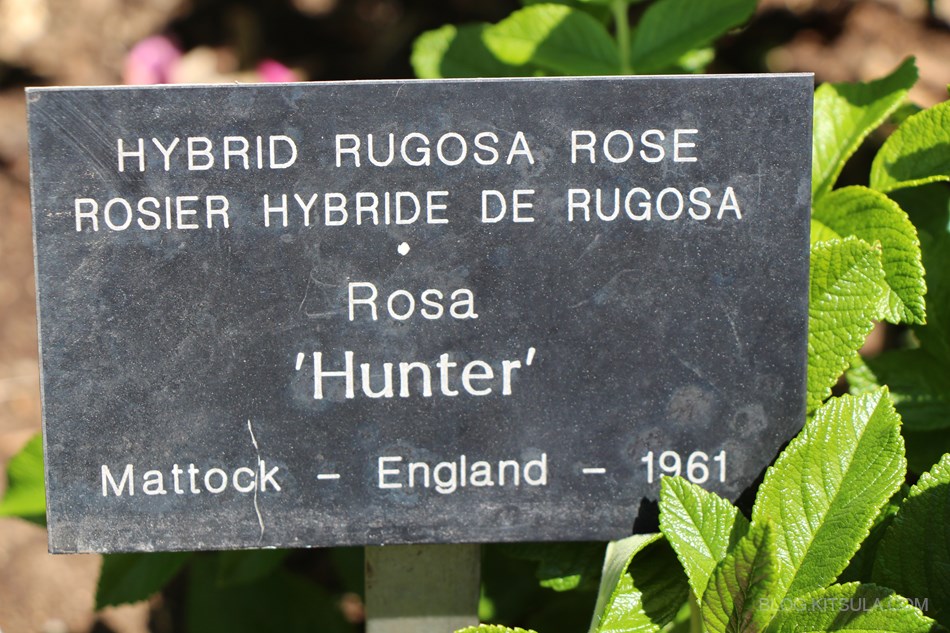 HYBRID RUGOSA ROSE
ROSIER HYBRIDE DE RUGOSA
Rosa
'Hunter'
Mattock - England - 1961
BLOG.KITSULA.COM